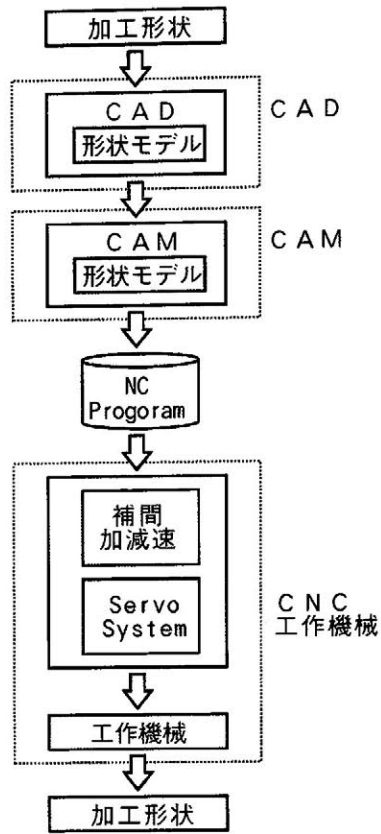 加工形状
CAD
形状モデル
CAD
CAM
形状モデル
CAM
NC
Progoram
補間
加減速
Servo
System
CNC
工作機械
工作機械
加工形状